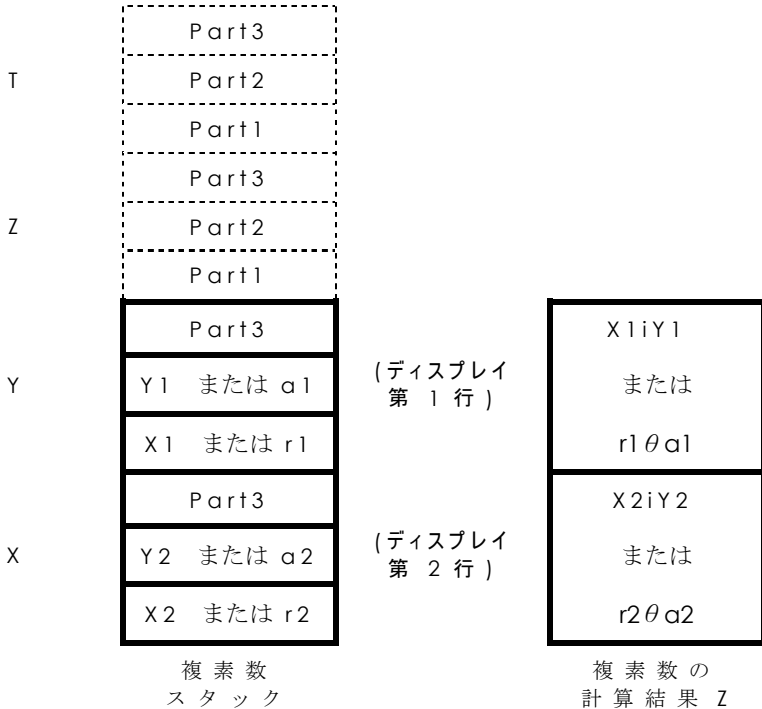 Part3
T
Part2
Part1
Part3
Z
Part2
Part1
Part3
X1iY1
Y
Y1 または a1
(ディスプレイ
第 1 行 )
または
X1 または r1
r1θa1
Part3
X2iY2
X
Y2 または a2
(ディスプレイ
第 2 行 )
または
X2 または r2
r2θa2
複素数
スタック
複素数の
計算結果 Z